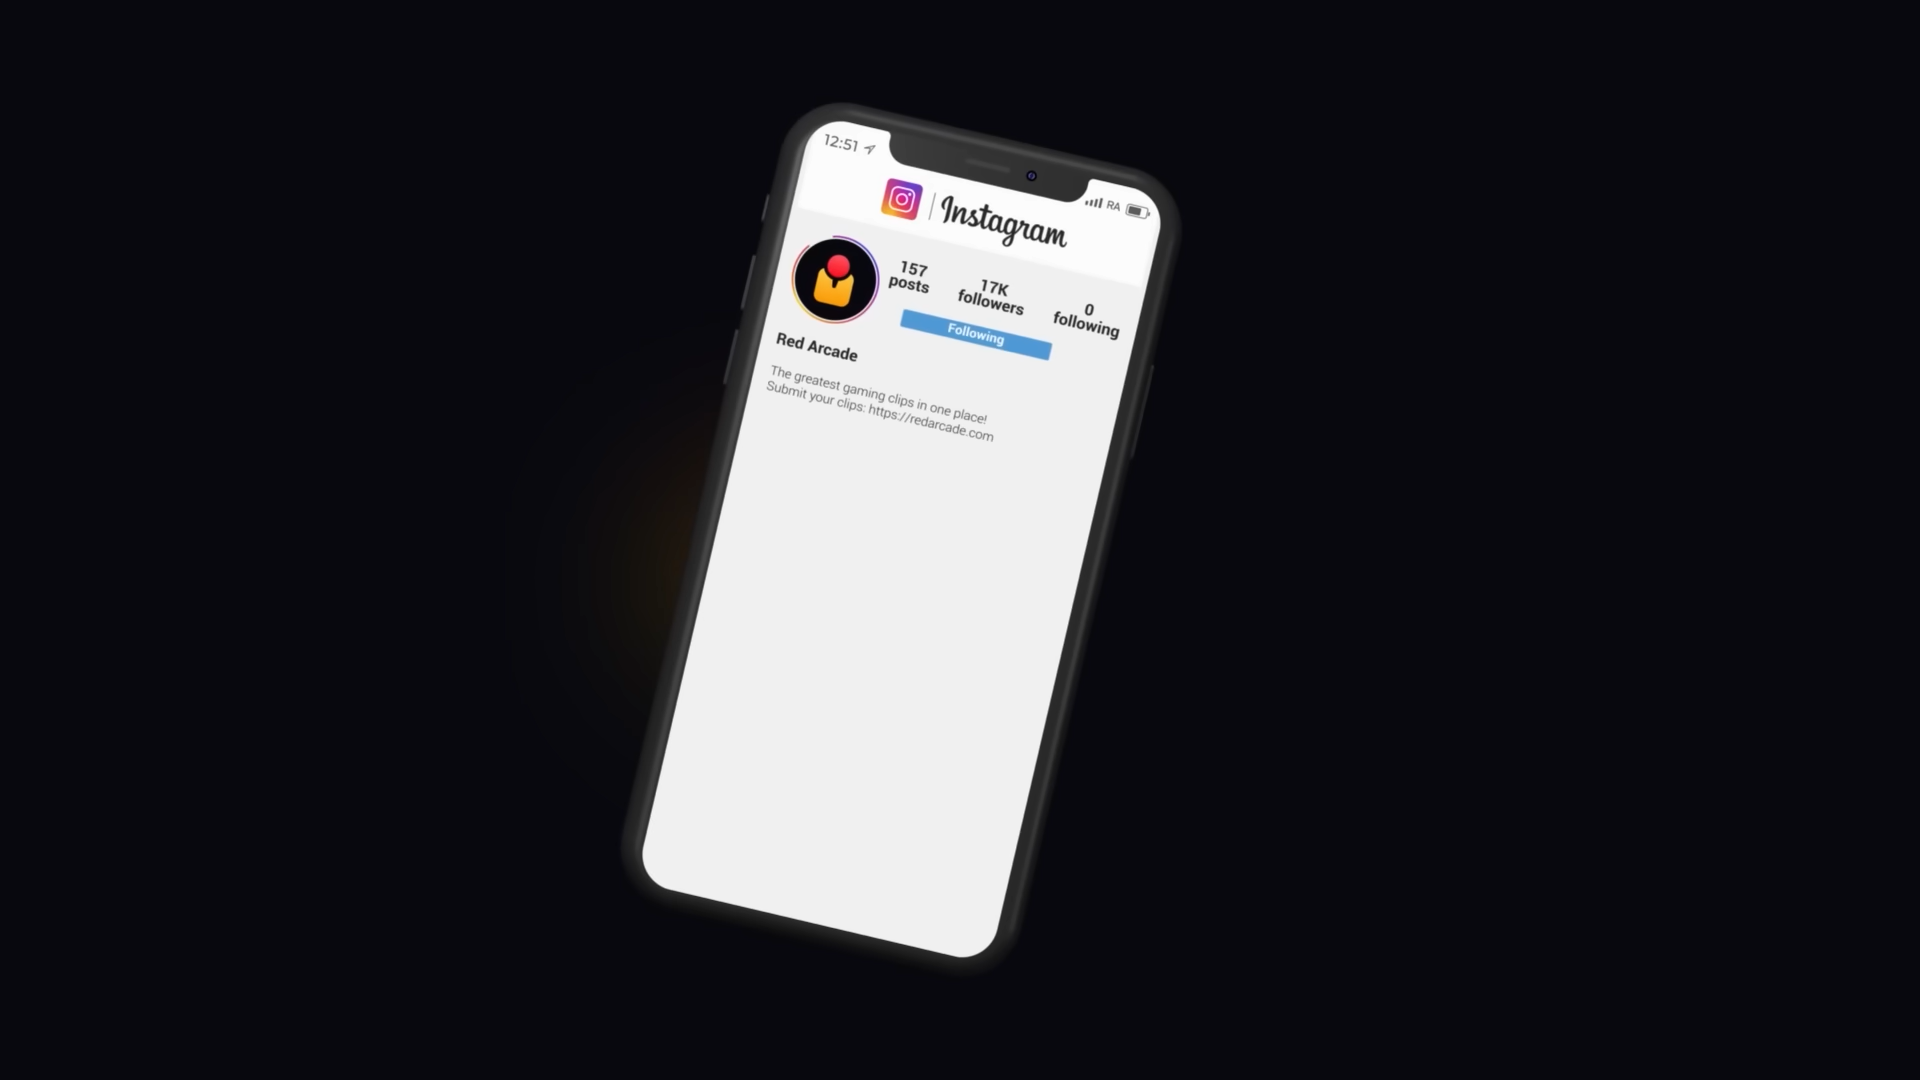 12:51
RA
Instagram
157
posts
17K
followers
0
following
Following
Red Arcade
The greatest gaming clips in one place!
Submit your clips: https://redarcade.com